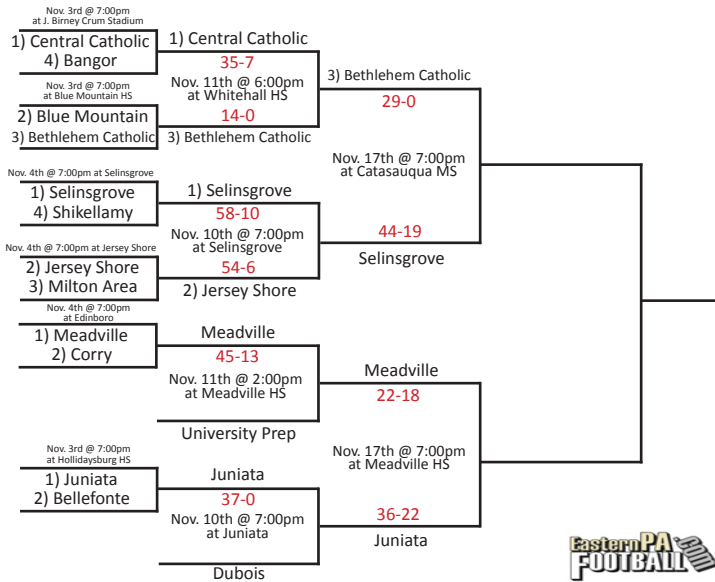 Nov. 3rd @ 7:00pm
at J. Birney Crum Stadium
1) Central Catholic
4) Bangor
Nov. 3rd @ 7:00pm
at Blue Mountain HS
2) Blue Mountain
3) Bethlehem Catholic
Nov. 4th @ 7:00pm at Selinsgrove
1) Selinsgrove
4) Shikellamy
Nov. 4th @ 7:00pm at Jersey Shore
2) Jersey Shore
3) Milton Area
Nov. 4th @ 7:00pm
at Edinboro
1) Meadville
2) Corry
Nov. 3rd @ 7:00pm
at Hollidaysburg HS
1) Juniata
2) Bellefonte
1) Central Catholic
35-7
Nov. 11th @ 6:00pm
at Whitehall HS
14-0
3) Bethlehem Catholic
1) Selinsgrove
58-10
Nov. 10th @ 7:00pm
at Selinsgrove
54-6
2) Jersey Shore
Meadville
45-13
Nov. 11th @ 2:00pm
at Meadville HS
University Prep
Juniata
37-0
Nov. 10th @ 7:00pm
at Juniata
Dubois
3) Bethlehem Catholic
29-0
Nov. 17th @ 7:00pm
at Catasauqua MS
44-19
Selinsgrove
Meadville
22-18
Nov. 17th @ 7:00pm
at Meadville HS
36-22
Juniata
EasternPA
FOOTBALL.com